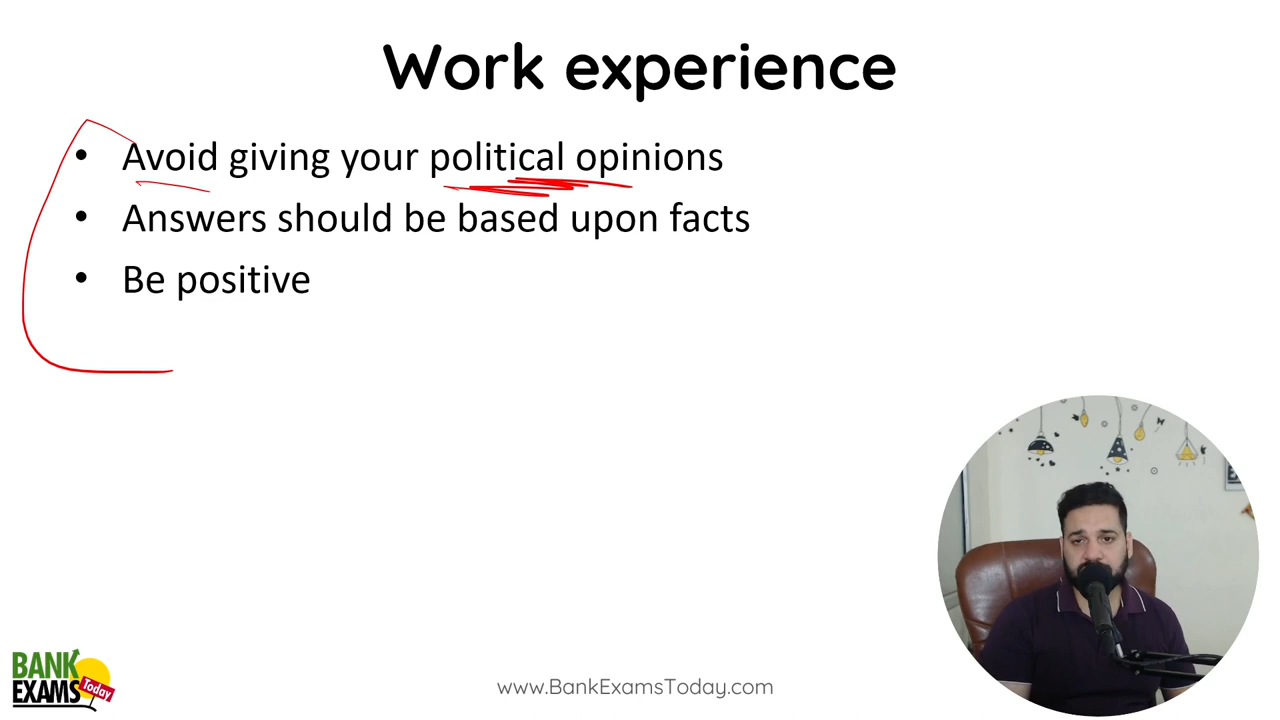 Work experience
• Avoid giving your political opinions
• Answers should be based upon facts
• Be positive
BANK
EXAMS Today
www.BankExamsToday.com